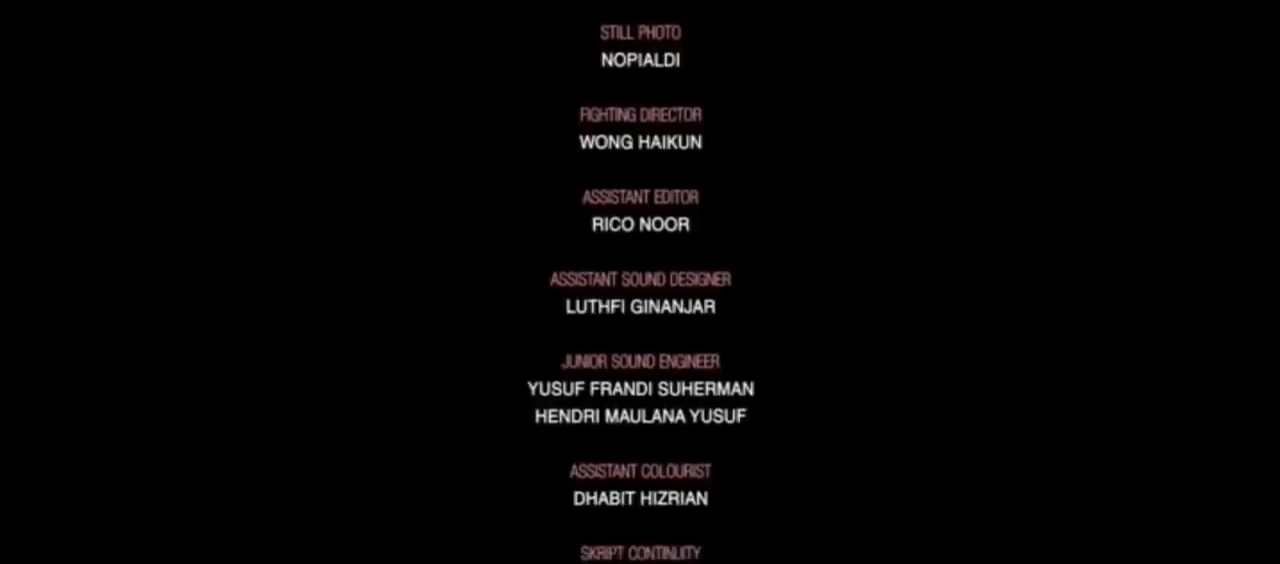 STILL PHOTO
NOPIALDI
FIGHTING DIRECTOR
WONG HAIKUN
ASSISTANT EDITOR
RICO NOOR
ASSISTANT SOUND DESIGNER
LUTHFI GINANJAR
JUNIOR SOUND ENGINEER
YUSUF FRANDI SUHERMAN
HENDRI MAULANA YUSUF
ASSISTANT COLOURIST
DHABIT HIZRIAN
SKRIPT CONTINUITY